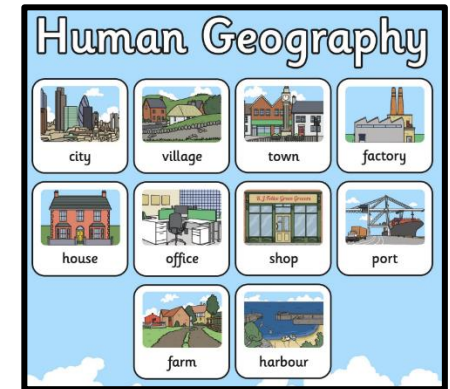 Human Geography
city village town factory
house office shop port
farm harbour